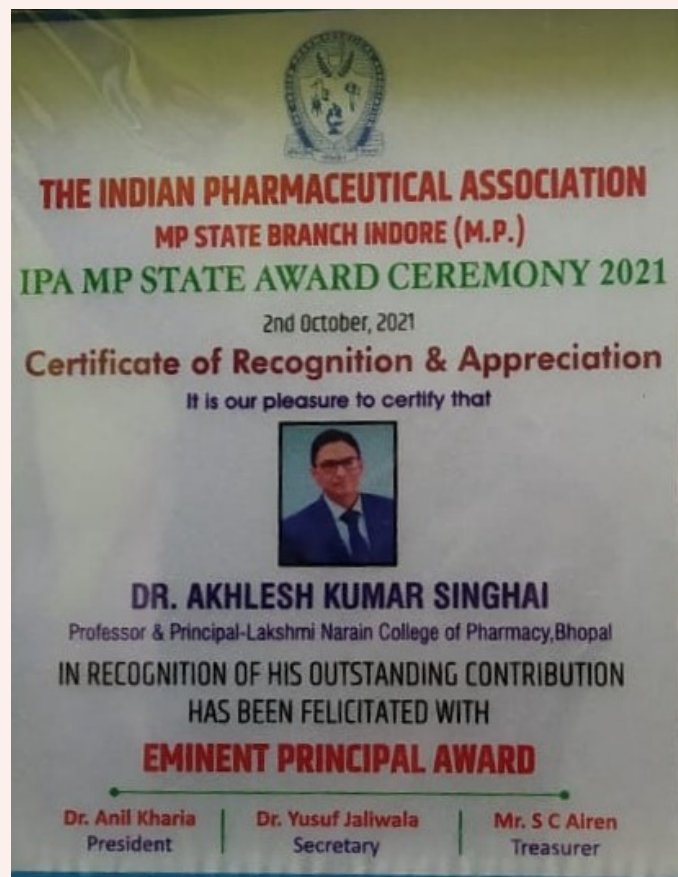 THE INDIAN PHARMACEUTICAL ASSOCIATION
MP STATE BRANCH INDORE (M.P.)
IPA MP STATE AWARD CEREMONY 2021
2nd October, 2021
Certificate of Recognition & Appreciation
It is our pleasure to certify that
DR. AKHLESH KUMAR SINGHAI
Professor & Principal-Lakshmi Narain College of Pharmacy,Bhopal
IN RECOGNITION OF HIS OUTSTANDING CONTRIBUTION
HAS BEEN FELICITATED WITH
EMINENT PRINCIPAL AWARD
Dr. Anil Kharia Dr. Yusuf Jaliwala Mr. S C Airen
President Secretary Treasurer